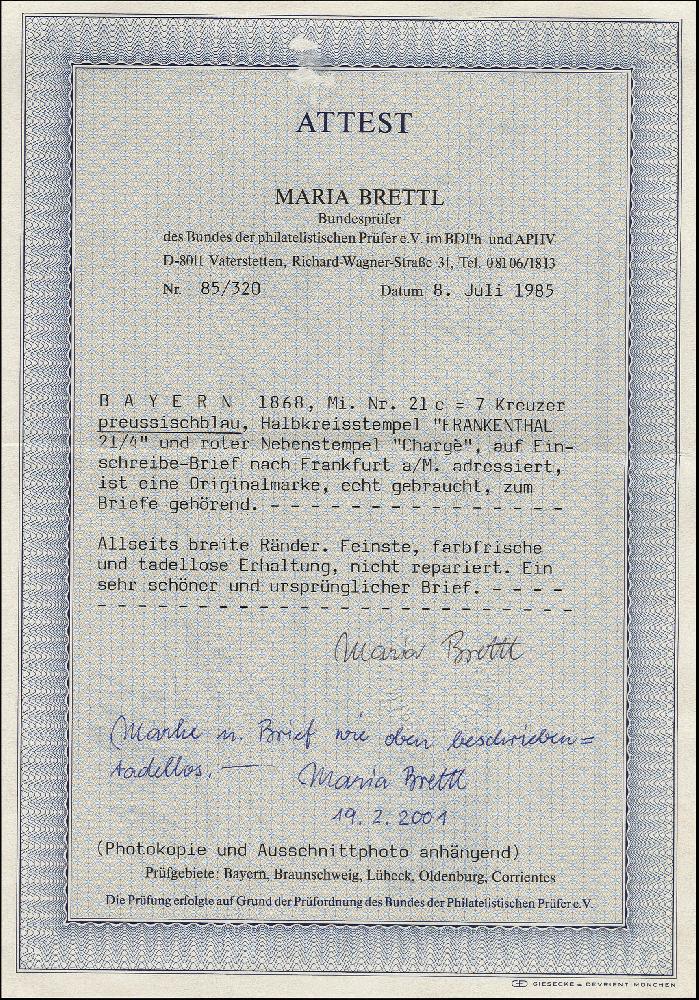 ATTEST
MARIA BRETTL
Bundesprüfer
des Bundes der philatelistischen Prüfer e.V. im BDPh und APHV
D-8011 Vaterstetten, Richard-Wagner-Straße 31, Tel. 08106/1813
Nr. 85/320 Datum 8. Juli 1985
B A Y E R N 1868, Mi. Nr. 21 c = 7 Kreuzer
preussischblau, Halbkreisstempel "FRANKENTHAL
21/4" und roter Nebenstempel "Chargè", auf Ein-
schreibe-Brief nach Frankfurt a/M. adressiert,
ist eine Originalmarke, echt gebraucht, zum
Briefe gehörend. - - - - - - - - - - - - - - -
Allseits breite Ränder. Feinste, farbfrische
und tadellose Erhaltung, nicht repariert. Ein
sehr schöner und ursprünglicher Brief. - - - -
- - - - - - - - - - - - - - - - - - - - - - - -
Maria Brettl
Marke u. Brief wie oben beschrieben =
tadellos. — Maria Brettl
19. 2. 2001
(Photokopie und Ausschnittphoto anhängend)
Prüfgebiete: Bayern, Braunschweig, Lübeck, Oldenburg, Corrientes
Die Prüfung erfolgte auf Grund der Prüfordnung des Bundes der Philatelistischen Prüfer e.V.
GIESECKE & DEVRIENT MÜNCHEN